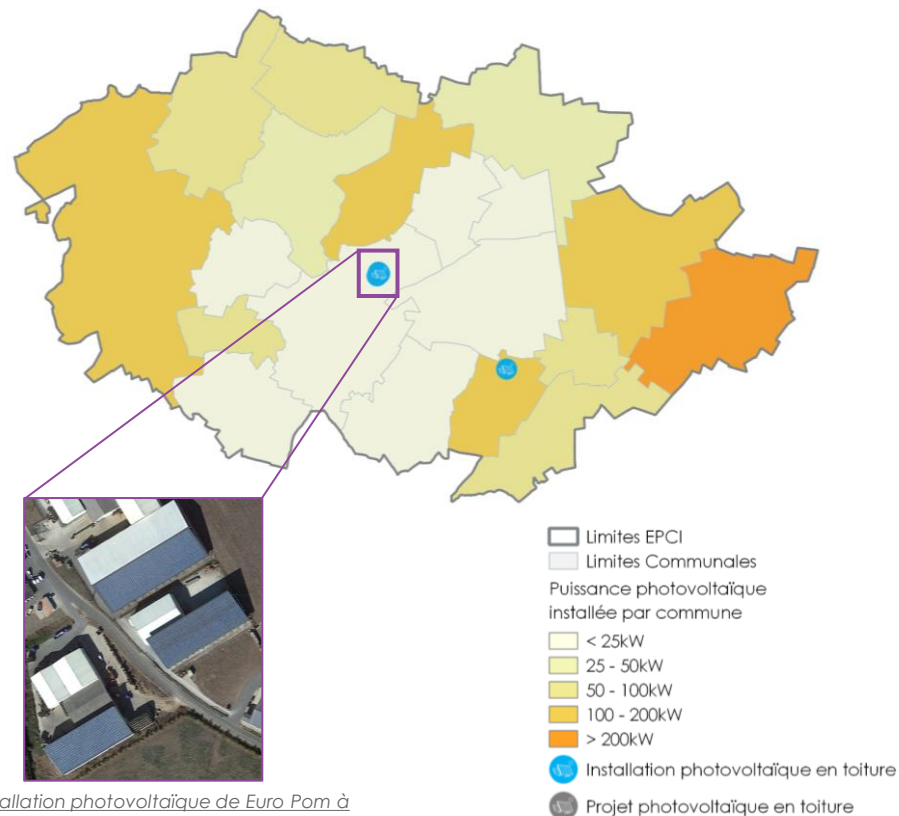 Limites EPCI
Limites Communales
Puissance photovoltaïque
installée par commune
< 25kW
25 - 50kW
50 - 100kW
100 - 200kW
> 200kW
Installation photovoltaïque en toiture
Projet photovoltaïque en toiture
allation photovoltaïque de Euro Pom à